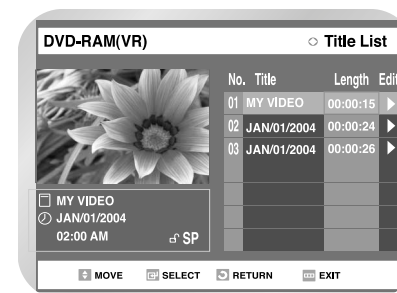 DVD-RAM(VR) Title List
No. Title Length Edit
01 MY VIDEO 00:00:15
02 JAN/01/2004 00:00:24
03 JAN/01/2004 00:00:26
MY VIDEO
JAN/01/2004
02:00 AM SP
MOVE SELECT RETURN EXIT